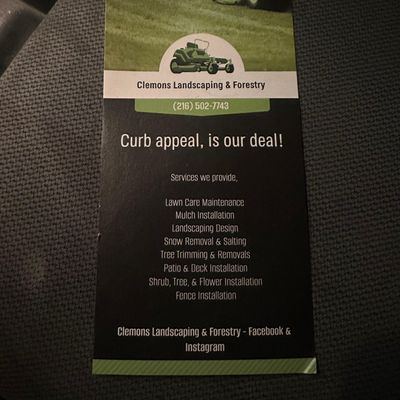 Clemons Landscaping & Forestry
(216) 502-7743
Curb appeal, is our deal!
Services we provide,
Lawn Care Maintenance
Mulch Installation
Landscaping Design
Snow Removal & Salting
Tree Trimming & Removals
Patio & Deck Installation
Shrub, Tree, & Flower Installation
Fence Installation
Clemons Landscaping & Forestry - Facebook &
Instagram